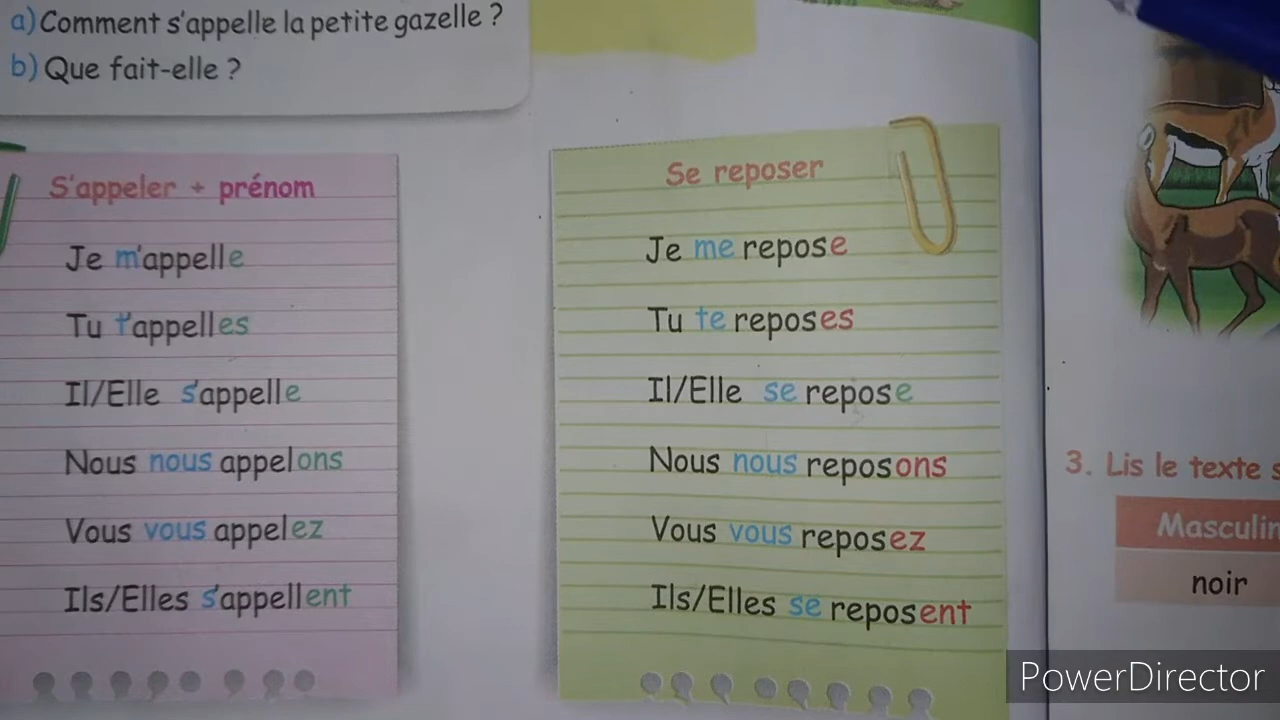 a) Comment s'appelle la petite gazelle ?
b) Que fait-elle ?
S'appeler + prénom
Je m'appelle
Tu t'appelles
Il/Elle s'appelle
Nous nous appelons
Vous vous appelez
Ils/Elles s'appellent
Se reposer
Je me repose
Tu te reposes
Il/Elle se repose
Nous nous reposons
Vous vous reposez
Ils/Elles se reposent
3. Lis le texte
Masculin
noir
PowerDirector